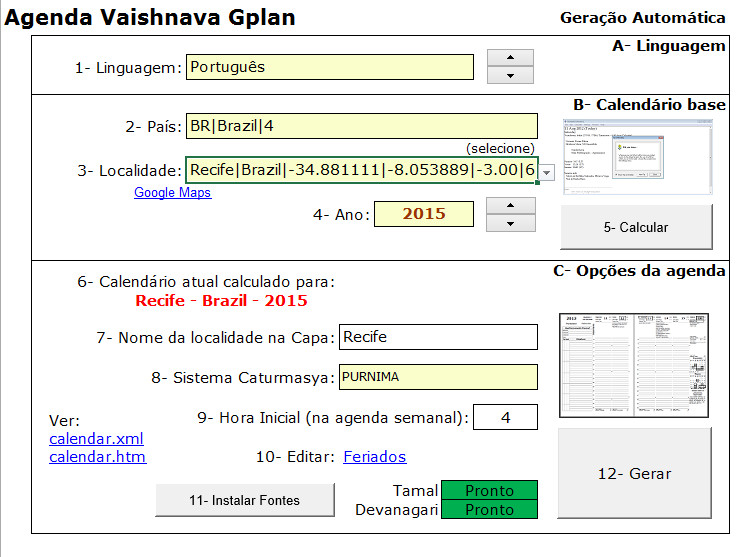 Agenda Vaishnava Gplan
Geração Automática
A- Linguagem
1- Linguagem: Português
B- Calendário base
2- País: BR|Brazil|4
(selecione)
3- Localidade: Recife|Brazil|-34.881111|-8.053889|-3.00|6
Google Maps
4- Ano: 2015
5- Calcular
C- Opções da agenda
6- Calendário atual calculado para:
Recife - Brazil - 2015
7- Nome da localidade na Capa: Recife
8- Sistema Caturmasya: PURNIMA
9- Hora Inicial (na agenda semanal): 4
Ver:
calendar.xml
calendar.htm
10- Editar: Feriados
12- Gerar
11- Instalar Fontes
Tamal Pronto
Devanagari Pronto